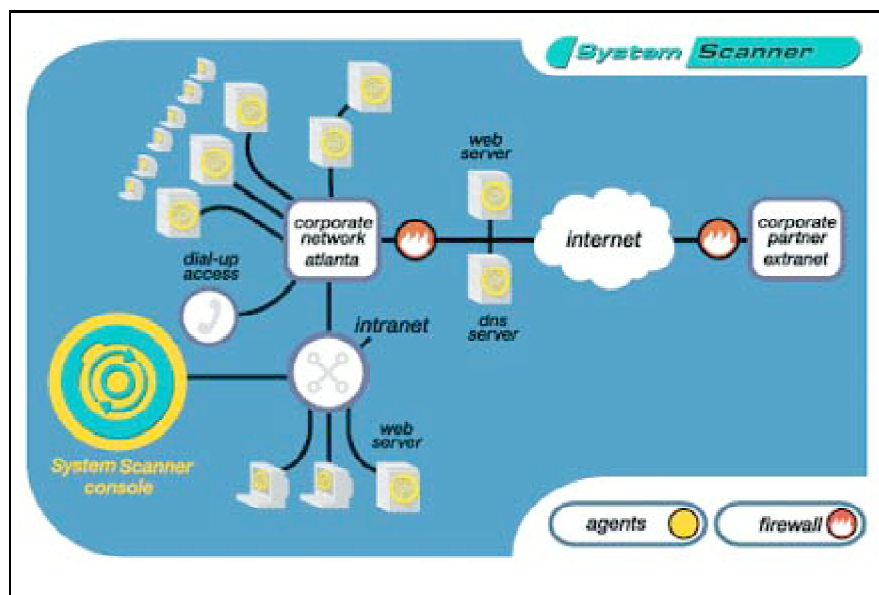 System Scanner
web
server
corporate
network
atlanta
internet
corporate
partner
extranet
dial-up
access
intranet
dns
server
web
server
System Scanner
console
agents
firewall